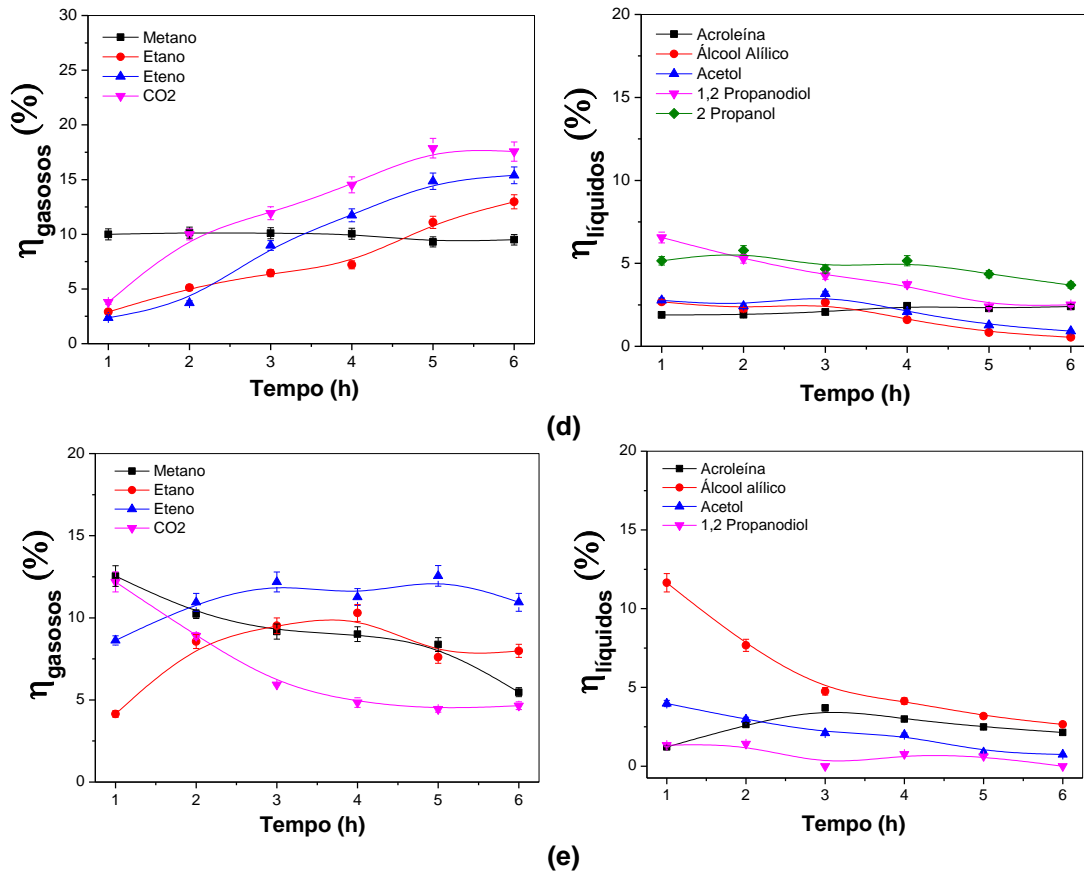 30
25
20
15
10
5
0
Metano
Etano
Eteno
CO2
ηgasosos (%)
1 2 3 4 5 6
Tempo (h)
20
15
10
5
0
Acroleína
Álcool Alílico
Acetol
1,2 Propanodiol
2 Propanol
ηlíquidos (%)
1 2 3 4 5 6
Tempo (h)
(d)
20
15
10
5
0
Metano
Etano
Eteno
CO2
ηgasosos (%)
1 2 3 4 5 6
Tempo (h)
20
15
10
5
0
Acroleína
Álcool alílico
Acetol
1,2 Propanodiol
ηlíquidos (%)
1 2 3 4 5 6
Tempo (h)
(e)